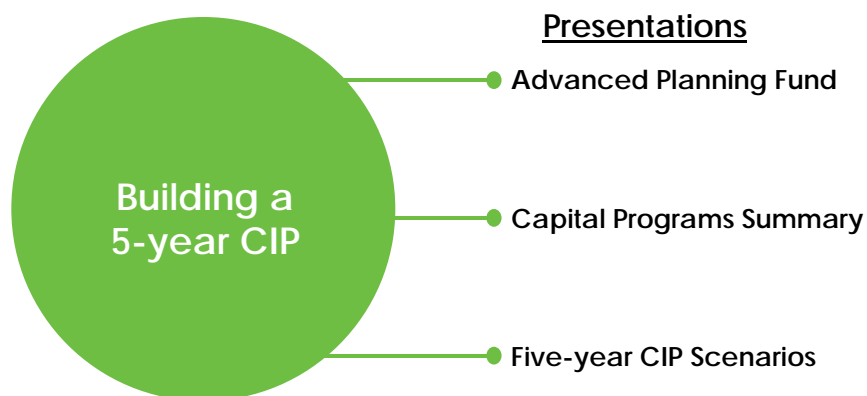 Presentations
Advanced Planning Fund
Building a
5-year CIP
Capital Programs Summary
Five-year CIP Scenarios